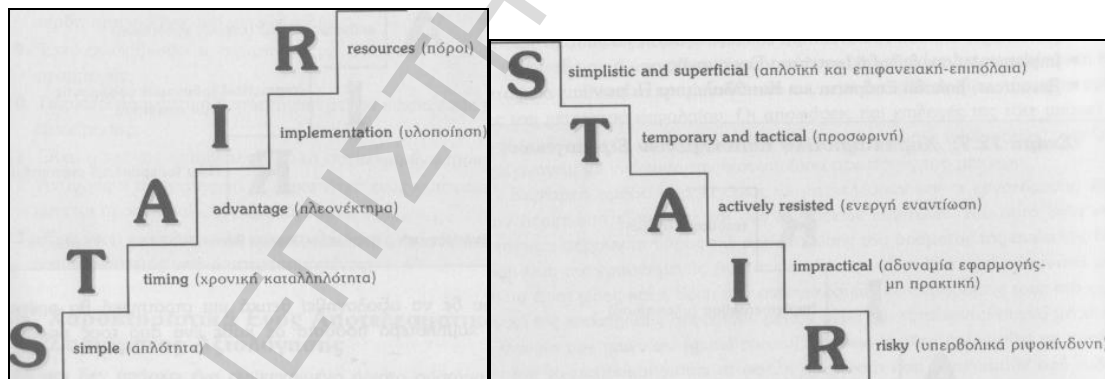 R resources (πόροι)
I implementation (υλοποίηση)
A advantage (πλεονέκτημα)
T timing (χρονική καταλληλότητα)
S simple (απλότητα)
S simplistic and superficial (απλοϊκή και επιφανειακή-επιπόλαια)
T temporary and tactical (προσωρινή)
A actively resisted (ενεργή εναντίωση)
I impractical (αδυναμία εφαρμογής-
μη πρακτική)
R risky (υπερβολικά ριψοκίνδυνη)